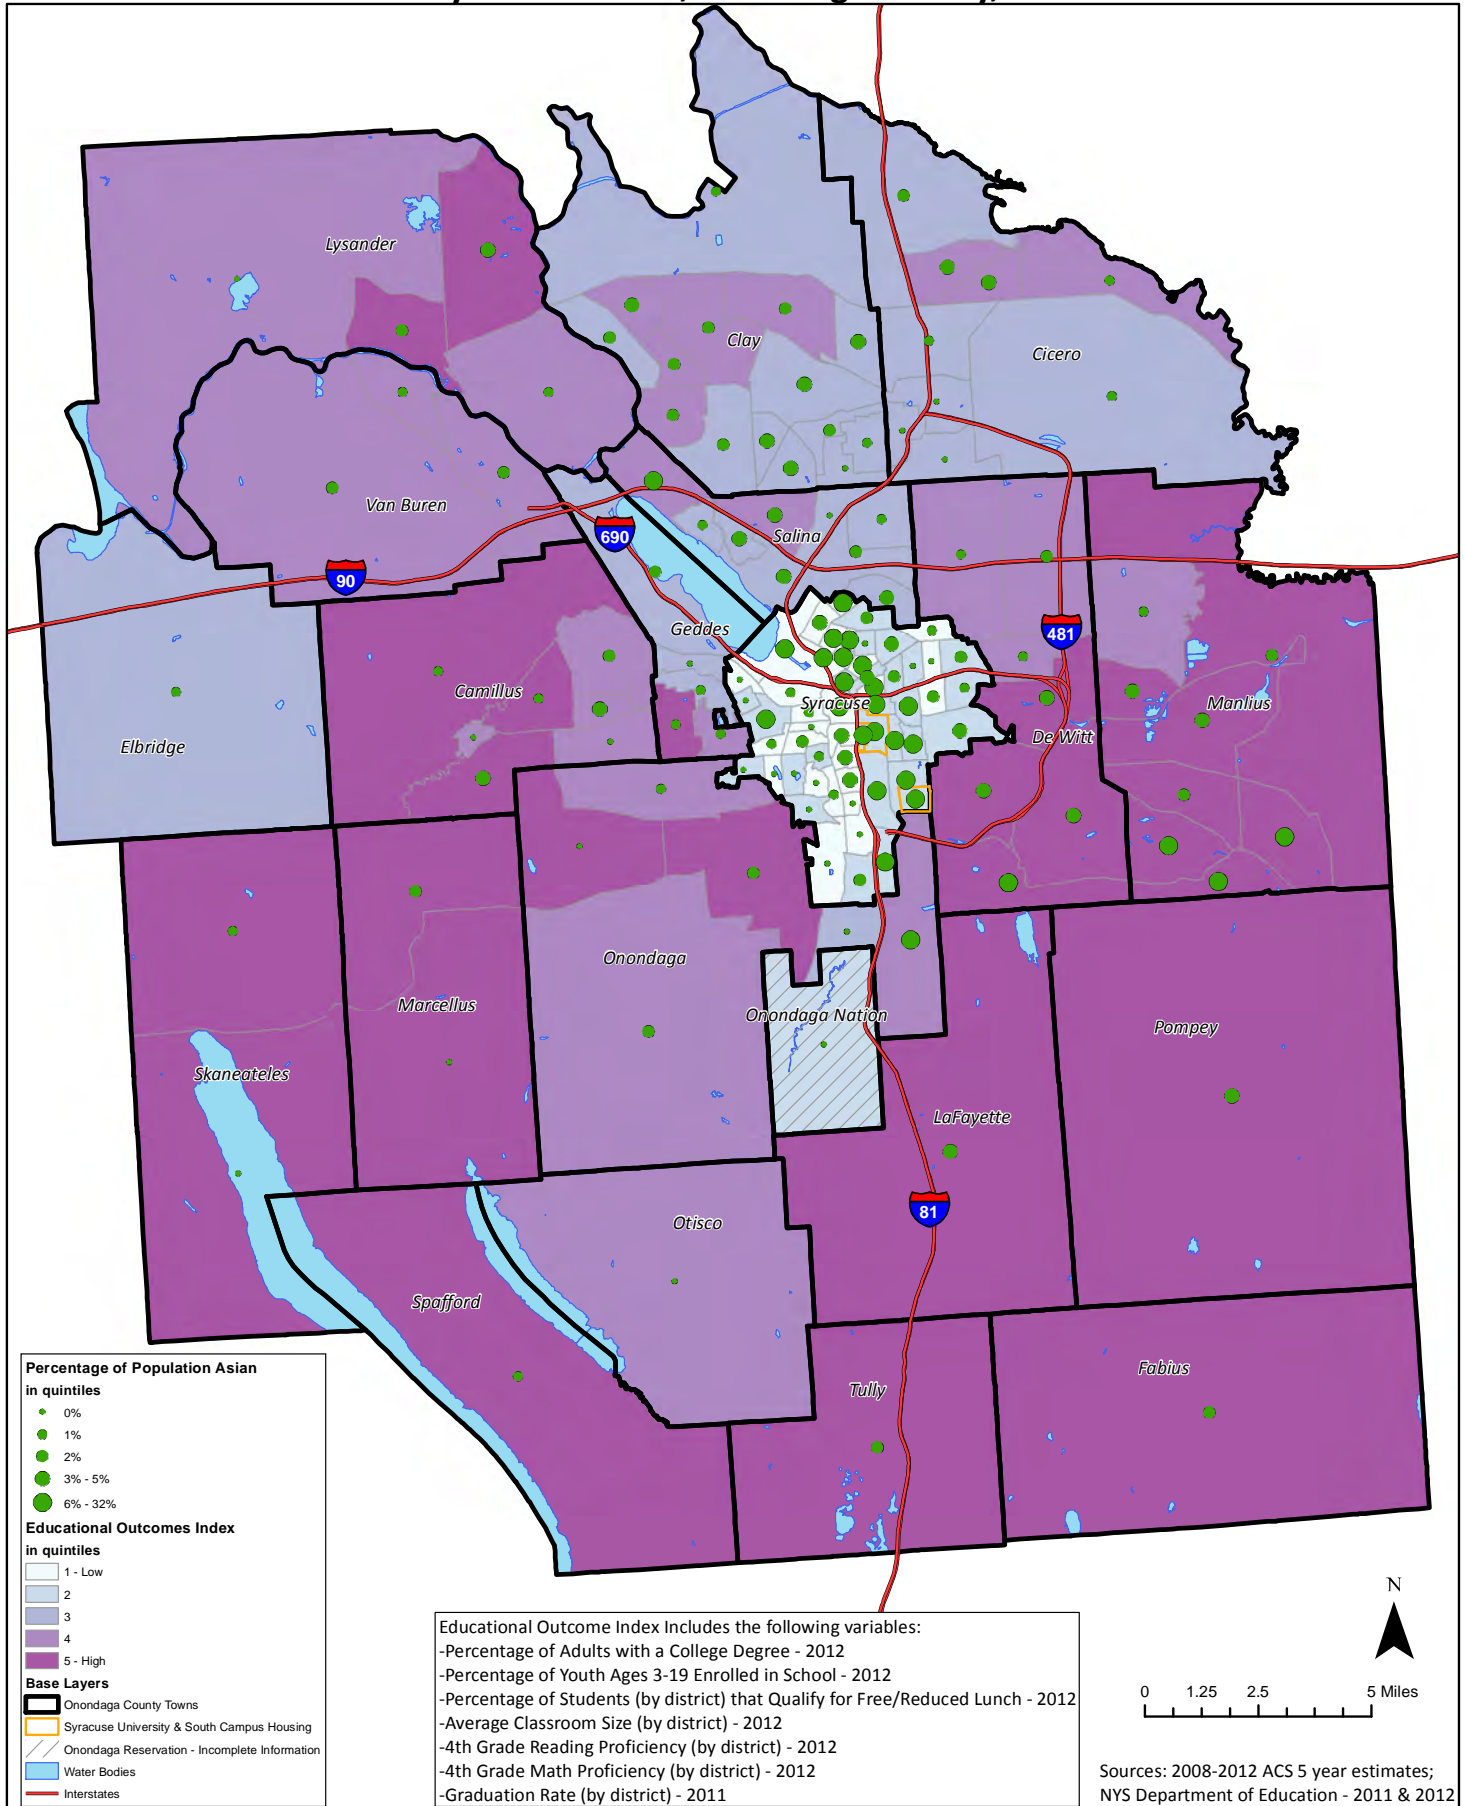 Lysander
Clay
Cicero
Van Buren
Salina
690
90
481
Geddes
Camillus
Syracuse
Manlius
De Witt
Elbridge
Onondaga
Marcellus
Onondaga Nation
Pompey
Skaneateles
LaFayette
81
Otisco
Spafford
Fabius
Tully
Percentage of Population Asian
in quintiles
0%
1%
2%
3% - 5%
6% - 32%
Educational Outcomes Index
in quintiles
1 - Low
2
3
4
5 - High
Base Layers
Onondaga County Towns
Syracuse University & South Campus Housing
Onondaga Reservation - Incomplete Information
Water Bodies
Interstates
Educational Outcome Index Includes the following variables:
-Percentage of Adults with a College Degree - 2012
-Percentage of Youth Ages 3-19 Enrolled in School - 2012
-Percentage of Students (by district) that Qualify for Free/Reduced Lunch - 2012
-Average Classroom Size (by district) - 2012
-4th Grade Reading Proficiency (by district) - 2012
-4th Grade Math Proficiency (by district) - 2012
-Graduation Rate (by district) - 2011
N
0 1.25 2.5 5 Miles
Sources: 2008-2012 ACS 5 year estimates;
NYS Department of Education - 2011 & 2012